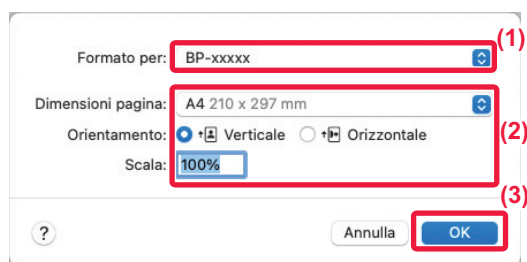 (1)
Formato per: BP-xxxxx
Dimensioni pagina: A4 210 x 297 mm
Orientamento: Verticale Orizzontale
(2)
Scala: 100%
(3)
? Annulla OK